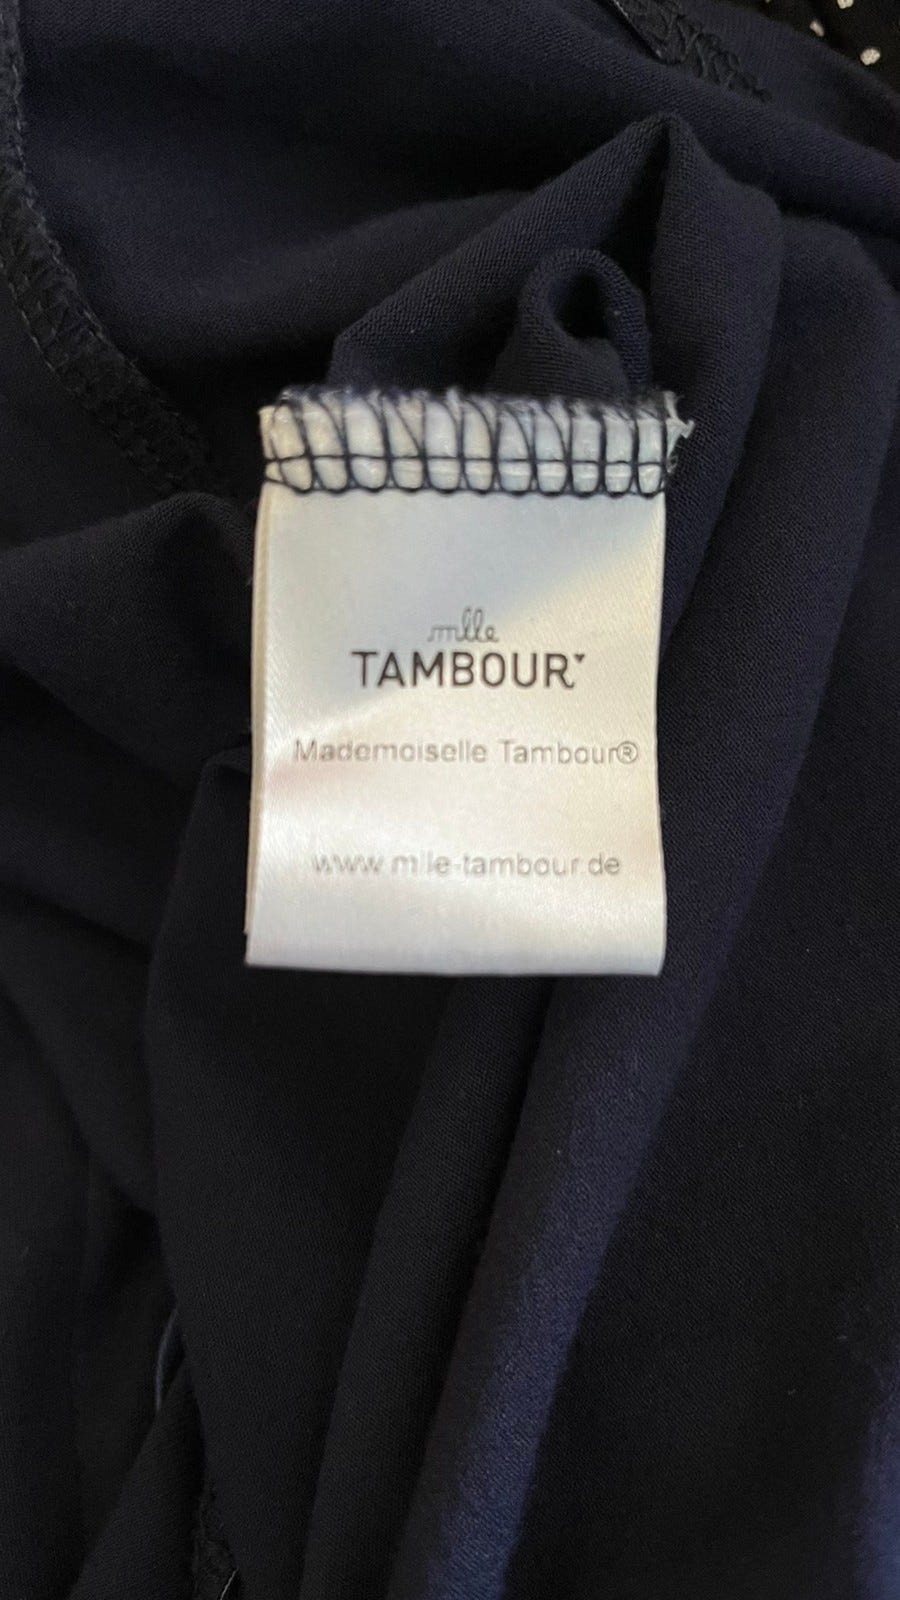 mlle
TAMBOUR
Mademoiselle Tambour®
www.mlle-tambour.de